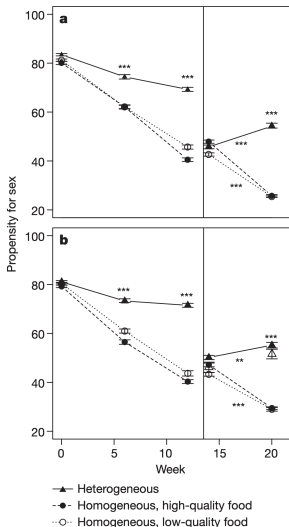 a
100
***
***
***
80
60
***
40
***
20
Propensity for sex
b
100
***
***
***
80
60
**
40
***
20
0 5 10 15 20
Week
Heterogeneous
Homogeneous, high-quality food
Homogeneous, low-quality food